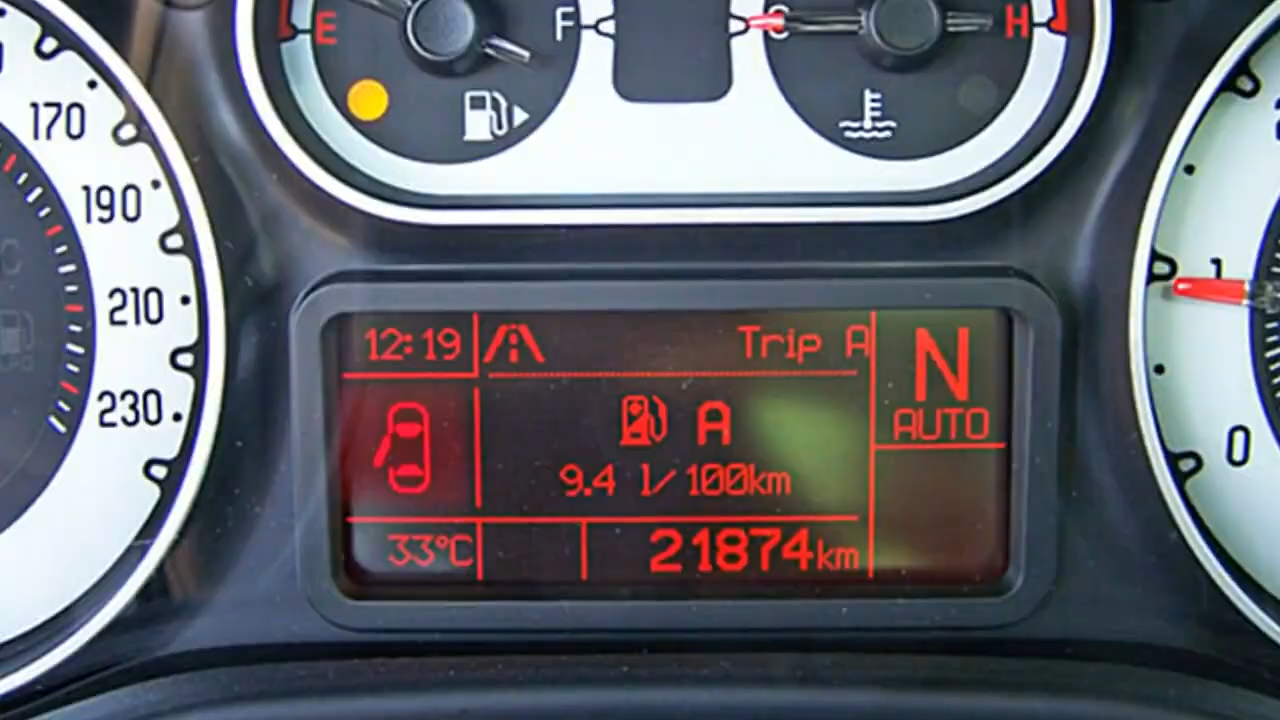 E
F
C
H
170
190
210
230
12:19
Trip A
N
AUTO
A
9.4 l/100km
33°C
21874km
1
0